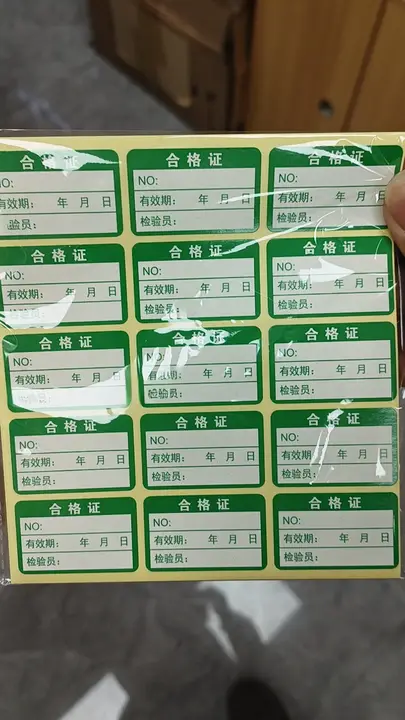 合格证
NO:
有效期: 年 月 日
验员:
合格证
NO:
有效期: 年 月 日
检验员:
合格证
NO:
有效期: 年 月 日
检验员:
合格证
NO:
有效期: 年 月 日
合格证
NO:
有效期: 年 月 日
检验员:
合格证
NO:
有效期: 年 月 日
检验员:
合格证
NO:
有效期: 年 月 日
合格证
NO:
有效期: 年 月 日
检验员:
合格证
NO:
有效期: 年 月 日
检验员:
合格证
NO:
有效期: 年 月 日
检验员:
合格证
NO:
有效期: 年 月 日
检验员:
合格证
NO:
有效期: 年 月 日
检验员:
合格证
NO:
有效期: 年 月 日
检验员:
合格证
NO:
有效期: 年 月 日
检验员:
合格证
NO:
有效期: 年 月 日
检验员: